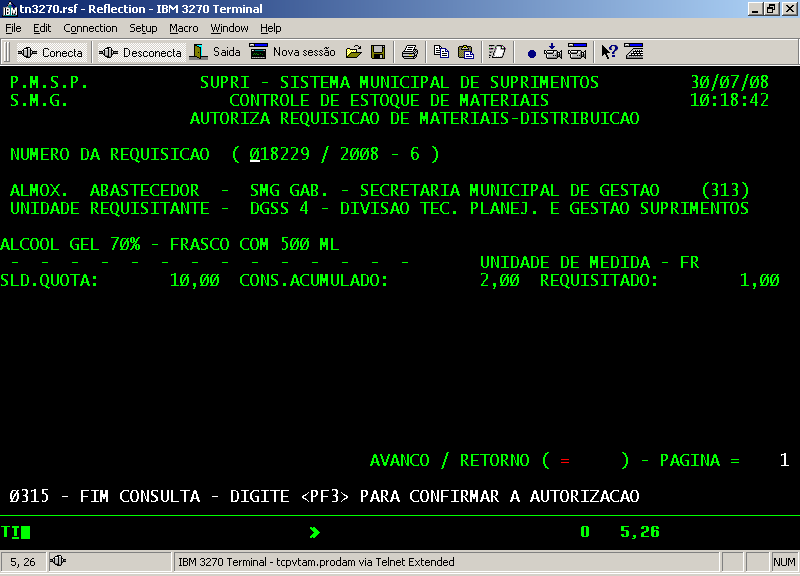 tn3270.rsf - Reflection - IBM 3270 Terminal
File Edit Connection Setup Macro Window Help
Conecta Desconecta Saida Nova sessão
P.M.S.P. SUPRI - SISTEMA MUNICIPAL DE SUPRIMENTOS 30/07/08
S.M.G. CONTROLE DE ESTOQUE DE MATERIAIS 10:18:42
AUTORIZA REQUISICAO DE MATERIAIS-DISTRIBUICAO
NUMERO DA REQUISICAO ( 018229 / 2008 - 6 )
ALMOX. ABASTECEDOR - SMG GAB. - SECRETARIA MUNICIPAL DE GESTAO (313)
UNIDADE REQUISITANTE - DGSS 4 - DIVISAO TEC. PLANEJ. E GESTAO SUPRIMENTOS
ALCOOL GEL 70% - FRASCO COM 500 ML
- - - - - - - - - - - - - - UNIDADE DE MEDIDA - FR
SLD.QUOTA: 10,00 CONS.ACUMULADO: 2,00 REQUISITADO: 1,00
AVANCO / RETORNO ( = ) - PAGINA = 1
0315 - FIM CONSULTA - DIGITE <PF3> PARA CONFIRMAR A AUTORIZACAO
TI > 0 5,26
5, 26 IBM 3270 Terminal - tcpvtam.prodam via Telnet Extended NUM